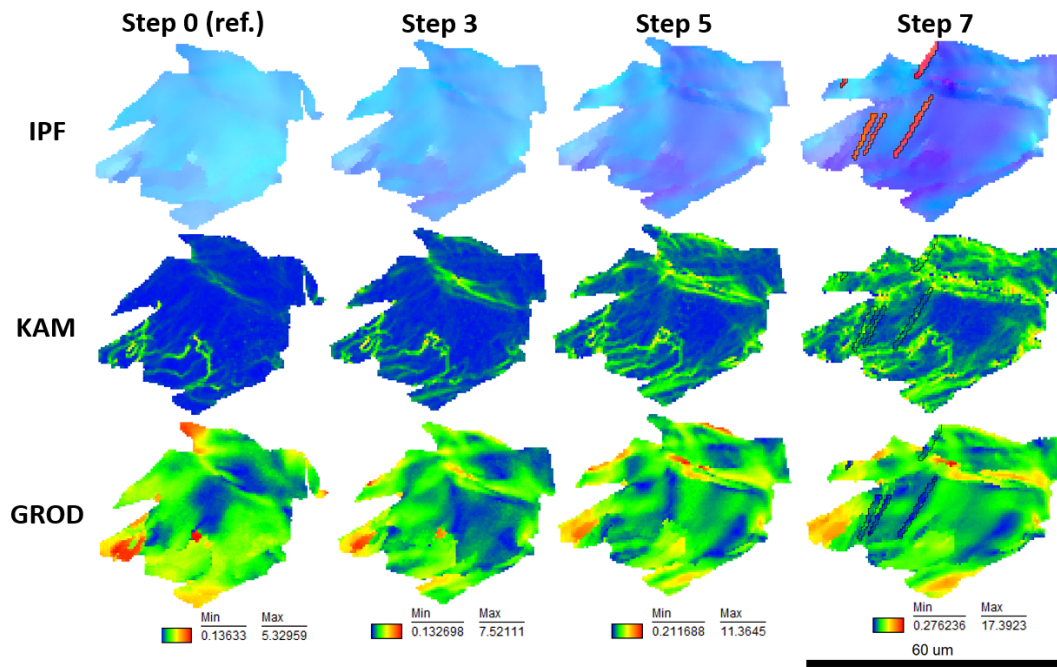 Step 0 (ref.) Step 3 Step 5 Step 7
IPF
KAM
GROD
Min Max Min Max Min Max Min Max
0.13633 5.32959 0.132698 7.52111 0.211688 11.3645 0.276236 17.3923
60 um